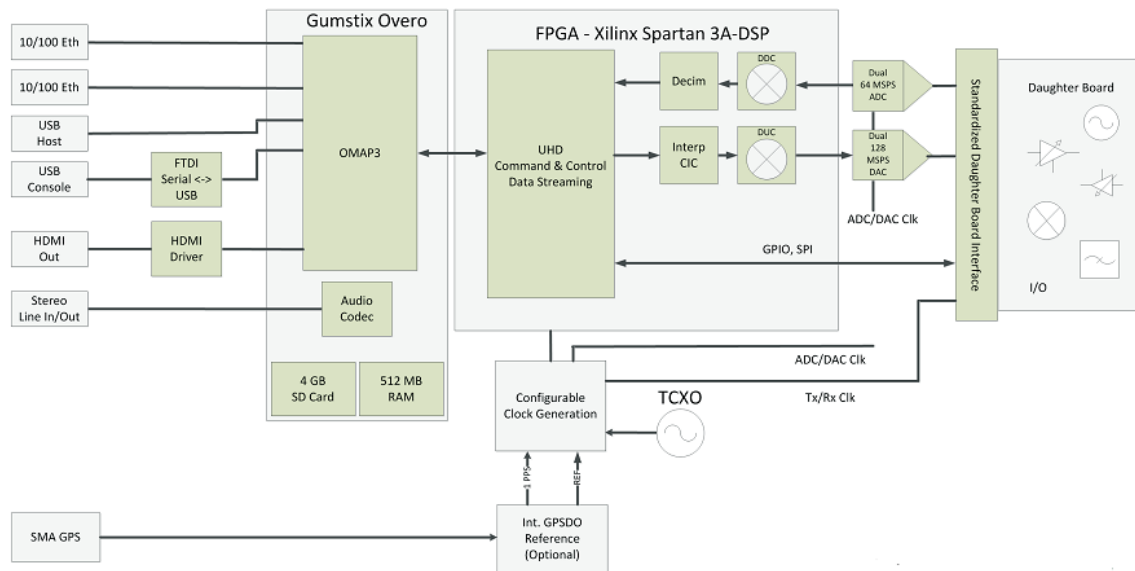 Gumstix Overo
FPGA - Xilinx Spartan 3A-DSP
10/100 Eth
10/100 Eth
USB
Host
USB
Console
FTDI
Serial <->
USB
HDMI
Out
HDMI
Driver
Stereo
Line In/Out
OMAP3
Audio
Codec
4 GB
SD Card
512 MB
RAM
UHD
Command & Control
Data Streaming
Decim
DDC
Interp
CIC
DUC
Dual
64 MSPS
ADC
Dual
128
MSPS
DAC
ADC/DAC Clk
GPIO, SPI
Standardized Daughter Board Interface
Daughter Board
I/O
ADC/DAC Clk
Tx/Rx Clk
Configurable
Clock Generation
TCXO
1 PPS
REF
SMA GPS
Int. GPSDO
Reference
(Optional)